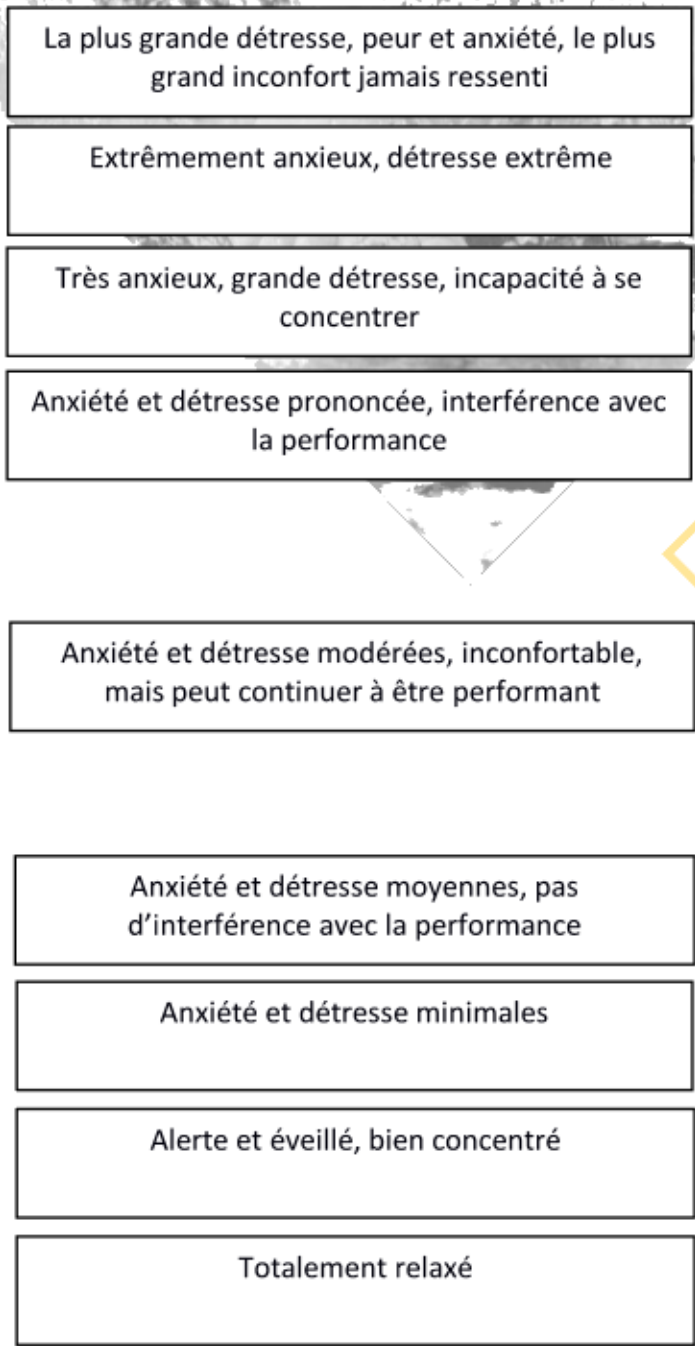 La plus grande détresse, peur et anxiété, le plus
grand inconfort jamais ressenti
Extrêmement anxieux, détresse extrême
Très anxieux, grande détresse, incapacité à se
concentrer
Anxiété et détresse prononcée, interférence avec
la performance
Anxiété et détresse modérées, inconfortable,
mais peut continuer à être performant
Anxiété et détresse moyennes, pas
d’interférence avec la performance
Anxiété et détresse minimales
Alerte et éveillé, bien concentré
Totalement relaxé